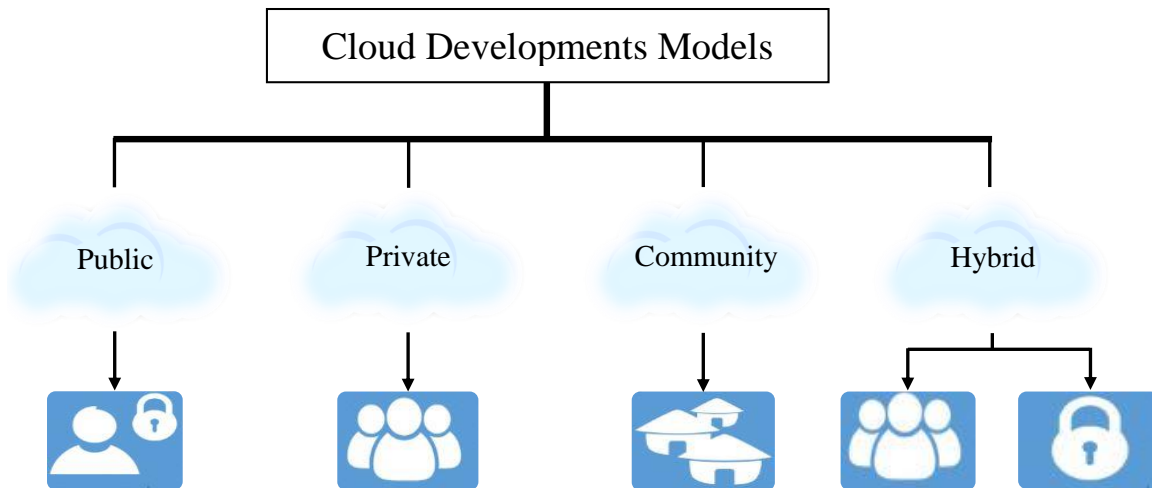 Cloud Developments Models
Public
Private
Community
Hybrid